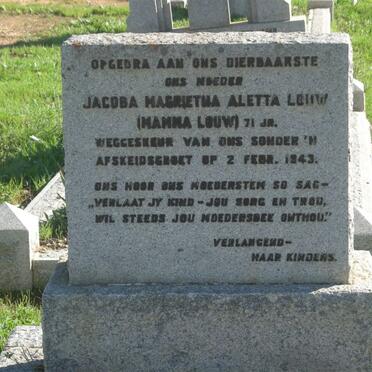 OPGEDRA AAN ONS DIERBAARSTE
ONS MOEDER
JACOBA MAGRIETHA ALETTA LOUW
(MAMMA LOUW) 71 JR.
WEGGESKEUR VAN ONS SONDER 'N
AFSKEIDSGROET OP 2 FEBR. 1943.
ONS HOOR ONS MOEDERSTEM SO SAG-
„VERLAAT JY KIND-JOU SORG EN TROU,
WIL STEEDS JOU MOEDERSBEE ONTHOU."
VERLANGEND-
HAAR KINDERS.